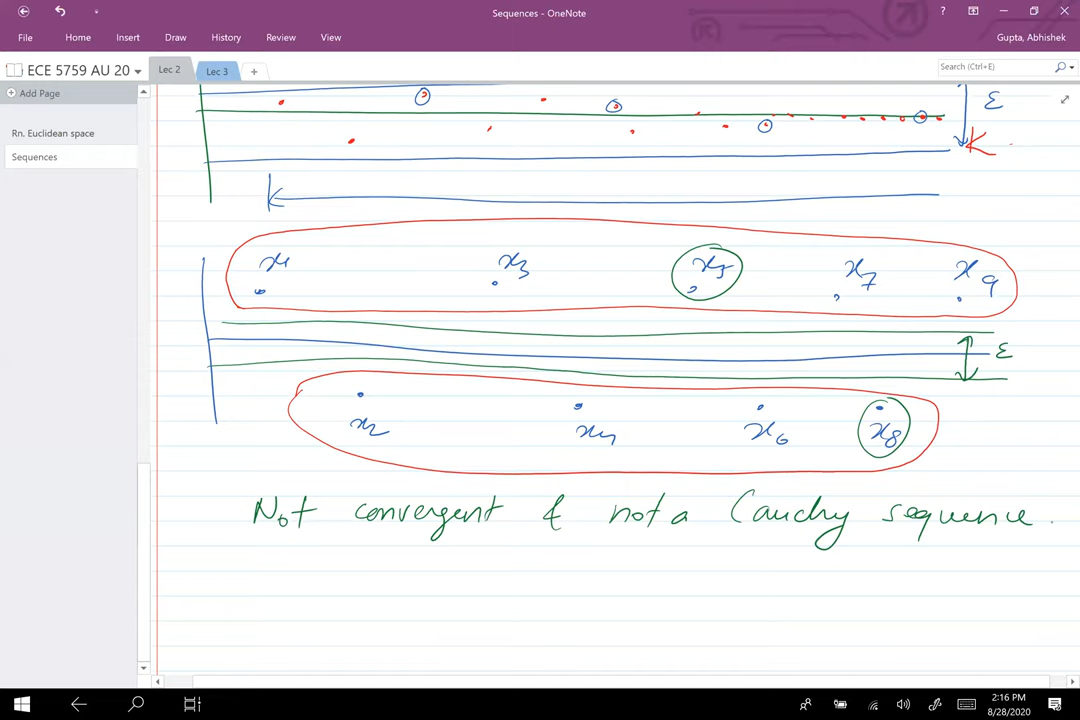 Sequences - OneNote
File Home Insert Draw History Review View
Gupta, Abhishek
ECE 5759 AU 20
Lec 2
Lec 3
Search (Ctrl+E)
Add Page
Rn. Euclidean space
Sequences
ε
K
x1 x3 x5 x7 x9
ε
x2 x4 x6 x8
Not convergent & not a Cauchy sequence.
2:16 PM
8/28/2020